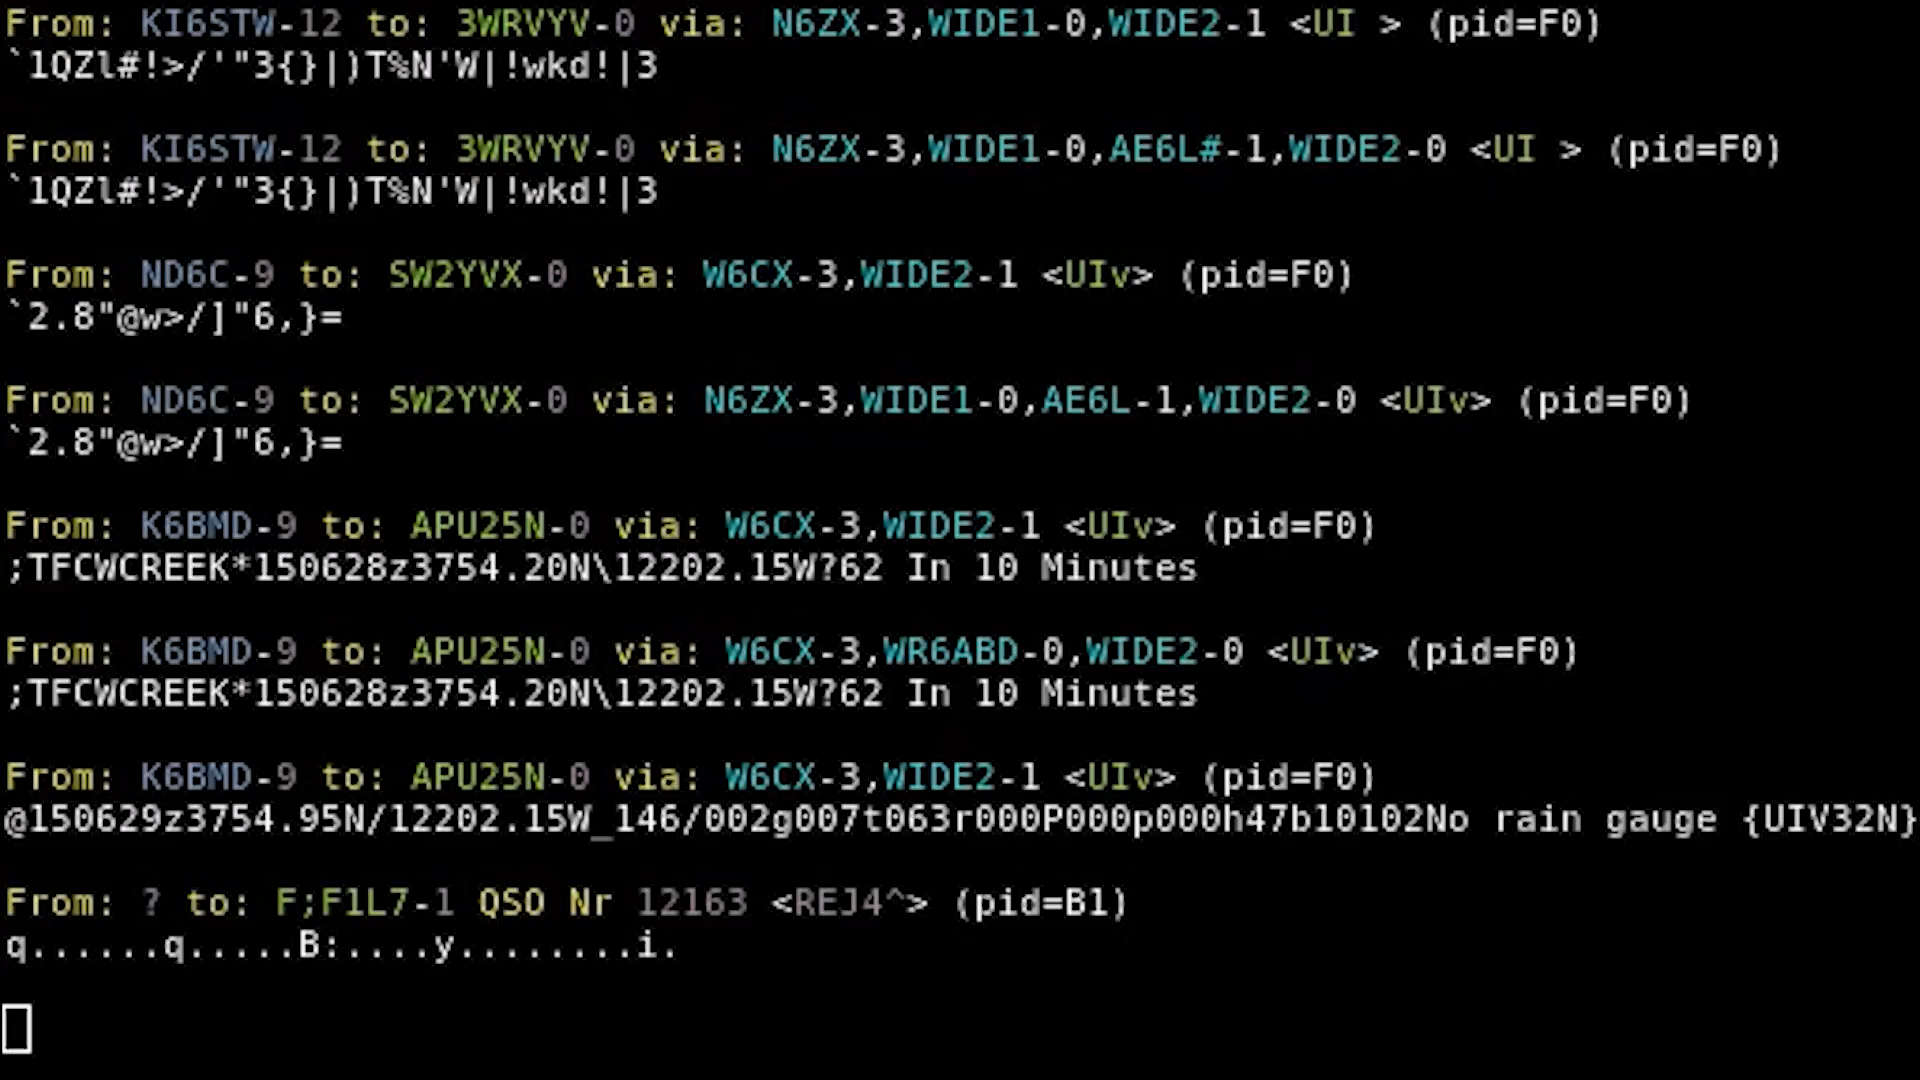 From: KI6STW-12 to: 3WRVYV-0 via: N6ZX-3,WIDE1-0,WIDE2-1 <UI > (pid=F0)
`1QZl#!>/'"3{}|)T%N'W|!wkd!|3
From: KI6STW-12 to: 3WRVYV-0 via: N6ZX-3,WIDE1-0,AE6L#-1,WIDE2-0 <UI > (pid=F0)
`1QZl#!>/'"3{}|)T%N'W|!wkd!|3
From: ND6C-9 to: SW2YVX-0 via: W6CX-3,WIDE2-1 <UIv> (pid=F0)
`2.8"@w>/]"6,}=
From: ND6C-9 to: SW2YVX-0 via: N6ZX-3,WIDE1-0,AE6L-1,WIDE2-0 <UIv> (pid=F0)
`2.8"@w>/]"6,}=
From: K6BMD-9 to: APU25N-0 via: W6CX-3,WIDE2-1 <UIv> (pid=F0)
;TFCWCREEK*150628z3754.20N\12202.15W?62 In 10 Minutes
From: K6BMD-9 to: APU25N-0 via: W6CX-3,WR6ABD-0,WIDE2-0 <UIv> (pid=F0)
;TFCWCREEK*150628z3754.20N\12202.15W?62 In 10 Minutes
From: K6BMD-9 to: APU25N-0 via: W6CX-3,WIDE2-1 <UIv> (pid=F0)
@150629z3754.95N/12202.15W_146/002g007t063r000P000p000h47b10102No rain gauge {UIV32N}
From: ? to: F;F1L7-1 QSO Nr 12163 <REJ4^> (pid=B1)
q......q.....B:....y........i.